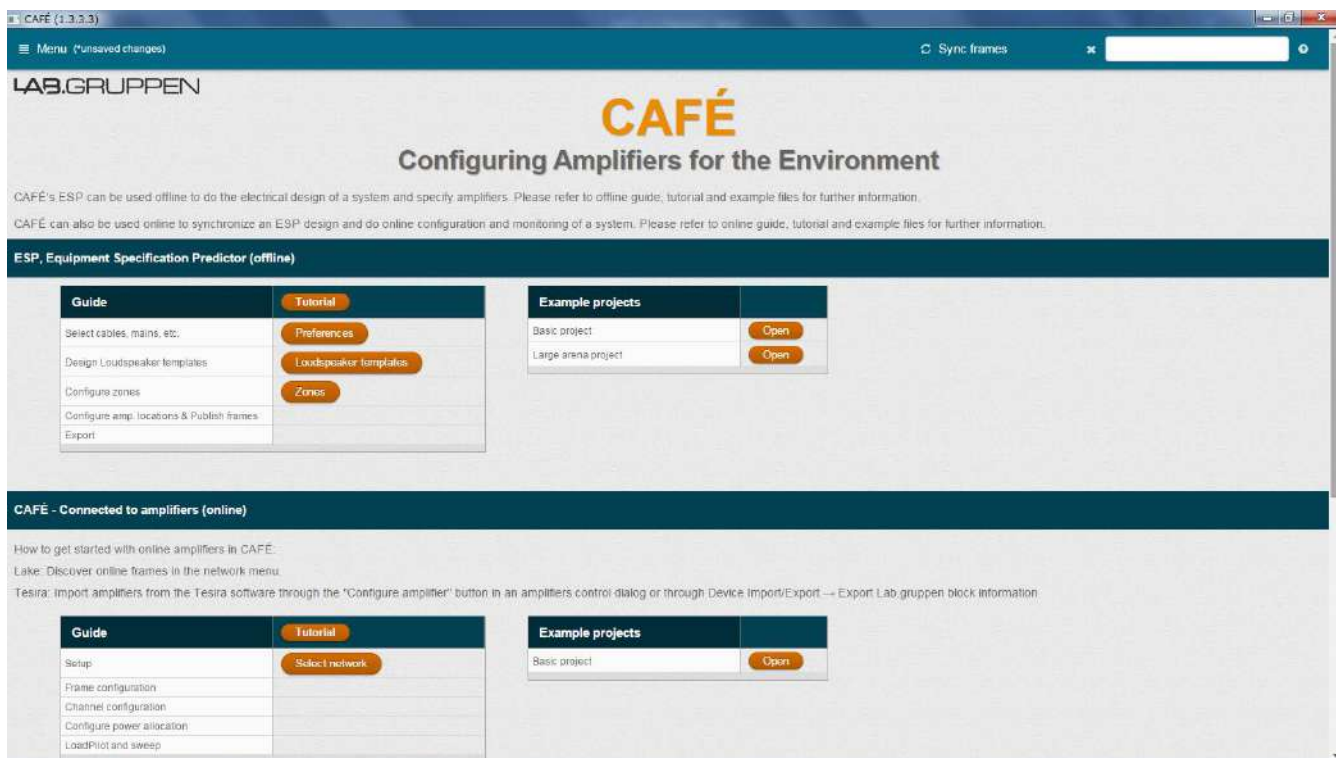 CAFÉ (1.3.3.3)
Menu (*unsaved changes)
Sync frames
LAB.GRUPPEN
CAFÉ
Configuring Amplifiers for the Environment
CAFÉ's ESP can be used offline to do the electrical design of a system and specify amplifiers. Please refer to offline guide, tutorial and example files for further information.
CAFÉ can also be used online to synchronize an ESP design and do online configuration and monitoring of a system. Please refer to online guide, tutorial and example files for further information.
ESP, Equipment Specification Predictor (offline)
Guide Tutorial
Select cables, mains, etc. Preferences
Design Loudspeaker templates Loudspeaker templates
Configure zones Zones
Configure amp. locations & Publish frames
Export
Example projects
Basic project Open
Large arena project Open
CAFÉ - Connected to amplifiers (online)
How to get started with online amplifiers in CAFÉ:
Lake: Discover online frames in the network menu.
Tesira: Import amplifiers from the Tesira software through the "Configure amplifier" button in an amplifiers control dialog or through Device Import/Export → Export Lab.gruppen block information
Guide Tutorial
Setup Select network
Frame configuration
Channel configuration
Configure power allocation
LoadPilot and sweep
Example projects
Basic project Open